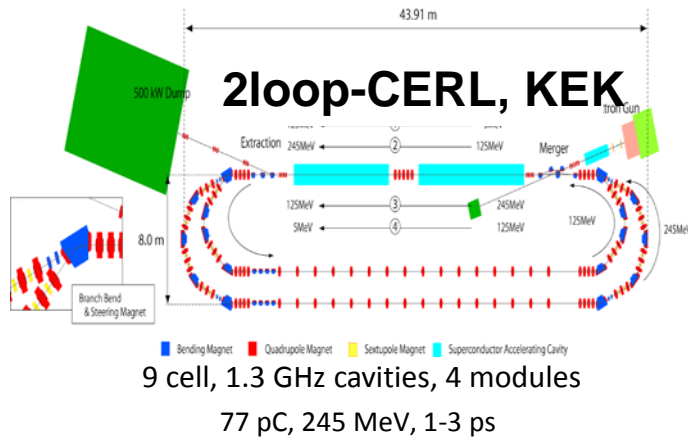 43.91 m
2loop-CERL, KEK
500 kW Dump
tron Gun
Extraction
Merger
245MeV ② 125MeV
125MeV ③ 245MeV
5MeV ④ 125MeV
125MeV
245MeV
8.0 m
Branch Bend
& Steering Magnet
Bending Magnet Quadrupole Magnet Sextupole Magnet Superconductor Accelerating Cavity
9 cell, 1.3 GHz cavities, 4 modules
77 pC, 245 MeV, 1-3 ps